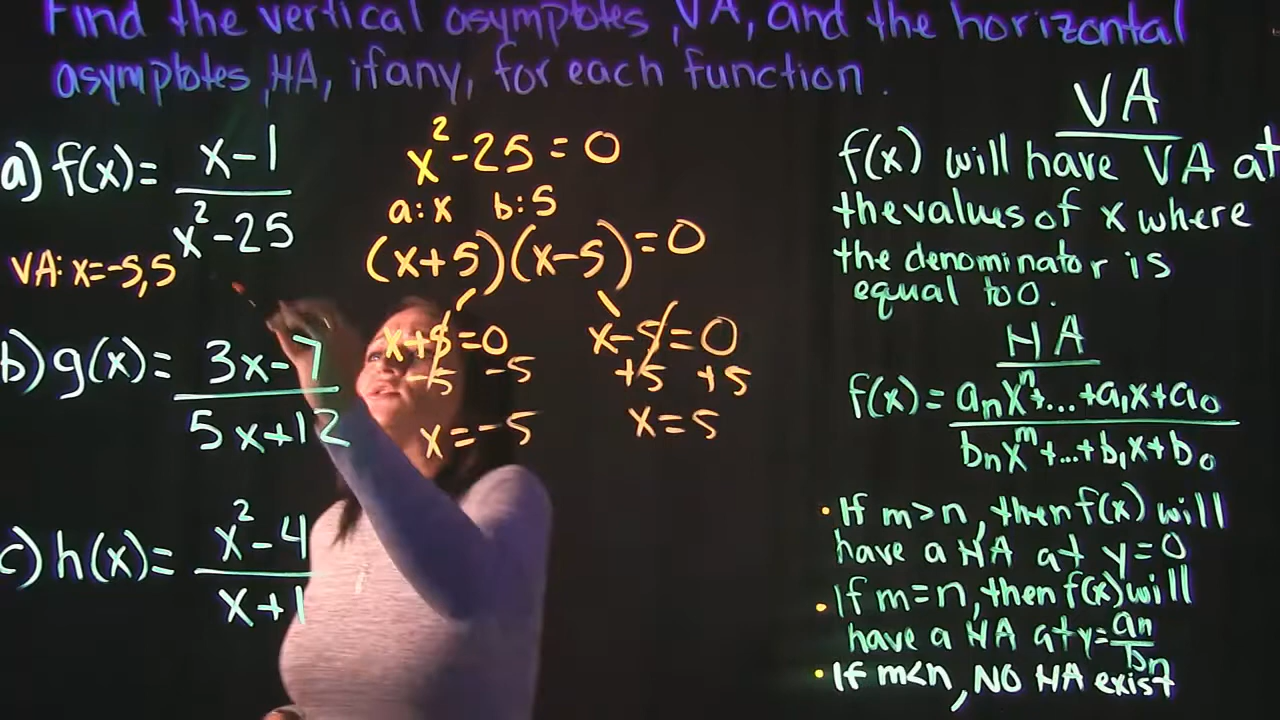 Find the vertical asymptotes, VA, and the horizontal
asymptotes, HA, if any, for each function.
a) f(x) = x-1
x²-25
VA: x=-5,5
b) g(x) = 3x-7
5x+12
c) h(x) = x²-4
x+1
x²-25=0
a: x b: 5
(x+5)(x-5)=0
x+5=0 x-5=0
-5 -5 +5 +5
x=-5 x=5
VA
f(x) will have VA at
the values of x where
the denominator is
equal to 0.
HA
f(x) = aₙxⁿ+...+a₁x+a₀
bₙxᵐ+...+b₁x+b₀
• If m>n, then f(x) will
have a HA at y=0
• If m=n, then f(x) will
have a HA at y=aₙ
bₙ
• If m<n, NO HA exist